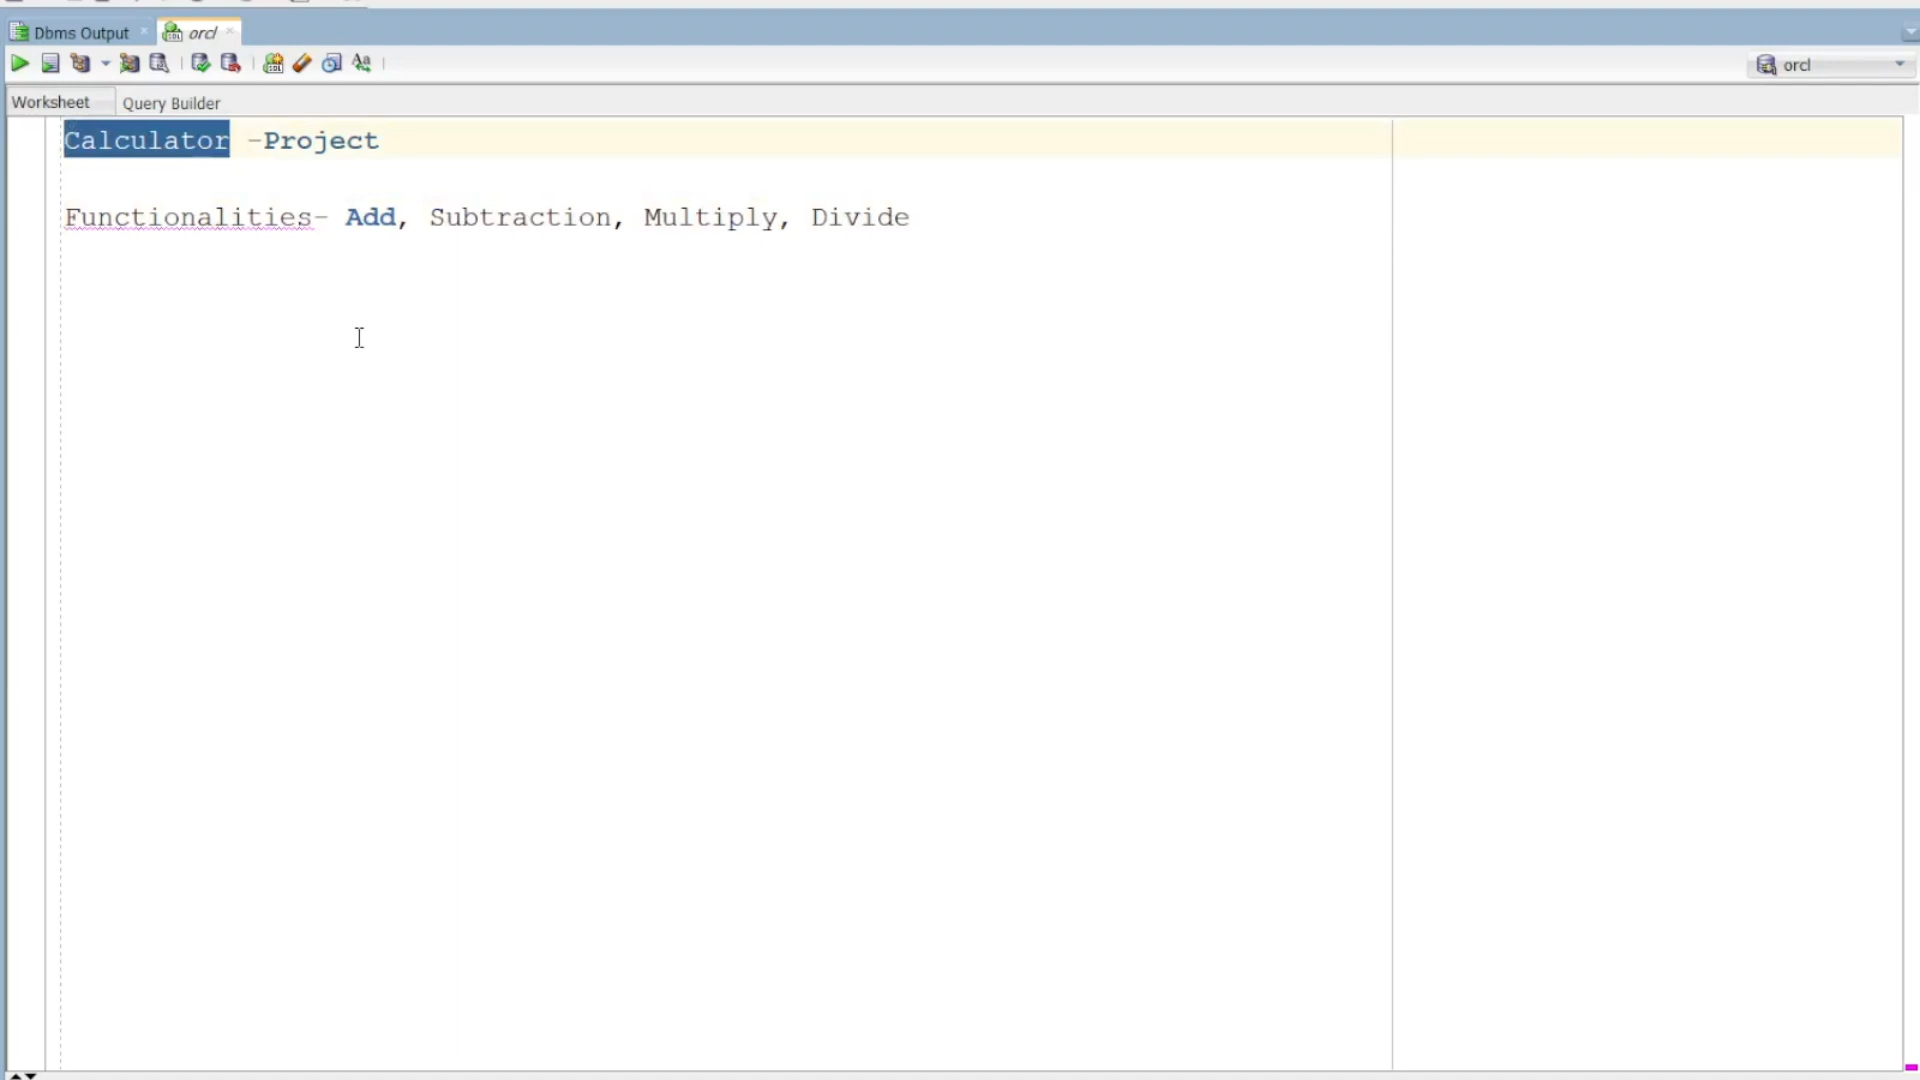 Dbms Output
orcl
orcl
Worksheet
Query Builder
Calculator -Project
Functionalities- Add, Subtraction, Multiply, Divide